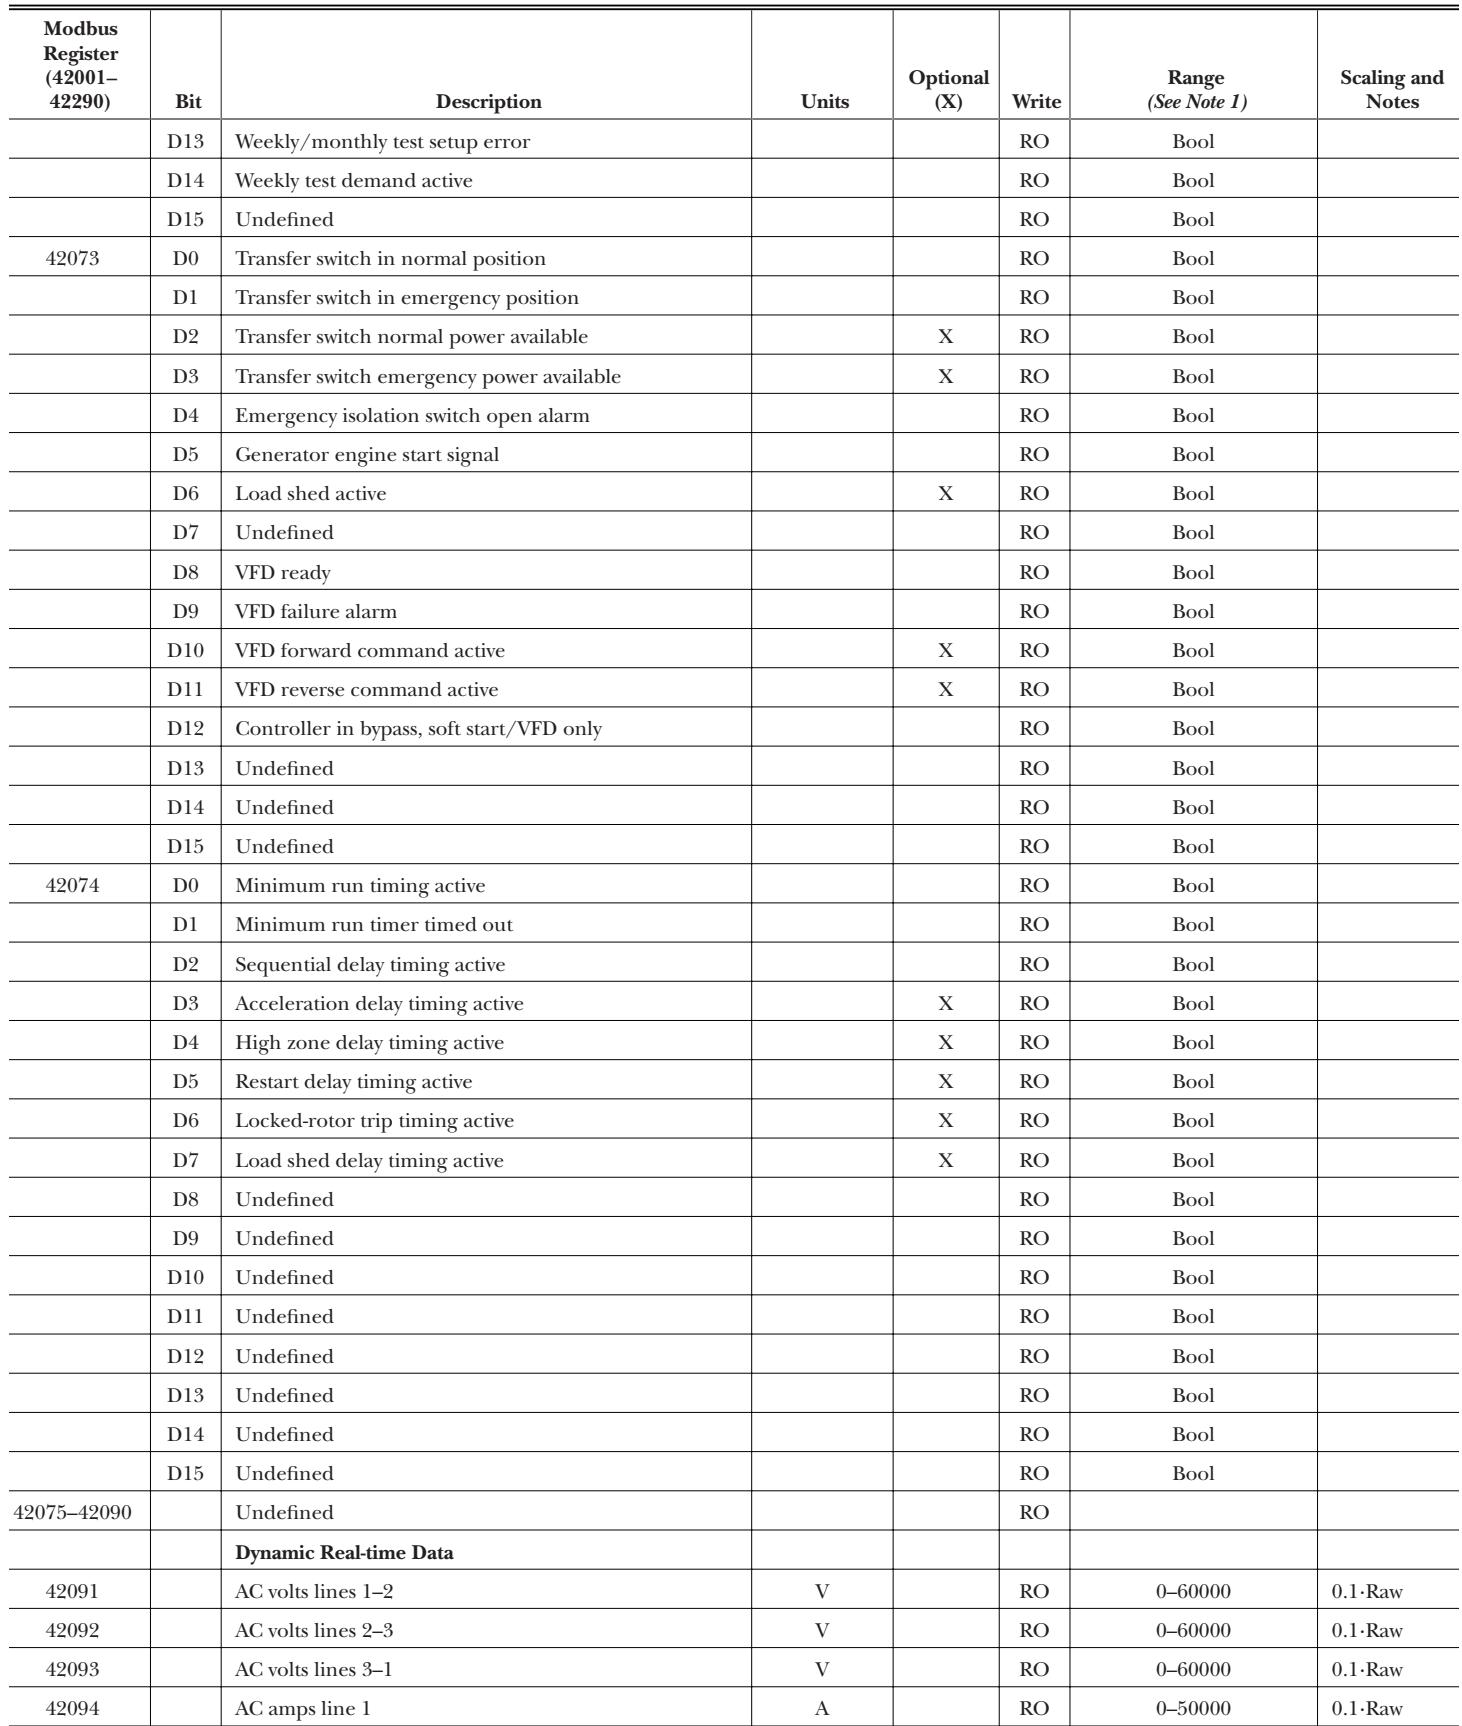 Modbus Register (42001–42290) Bit Description Units Optional (X) Write Range (See Note 1) Scaling and Notes
D13 Weekly/monthly test setup error RO Bool
D14 Weekly test demand active RO Bool
D15 Undefined RO Bool
42073 D0 Transfer switch in normal position RO Bool
D1 Transfer switch in emergency position RO Bool
D2 Transfer switch normal power available X RO Bool
D3 Transfer switch emergency power available X RO Bool
D4 Emergency isolation switch open alarm RO Bool
D5 Generator engine start signal RO Bool
D6 Load shed active X RO Bool
D7 Undefined RO Bool
D8 VFD ready RO Bool
D9 VFD failure alarm RO Bool
D10 VFD forward command active X RO Bool
D11 VFD reverse command active X RO Bool
D12 Controller in bypass, soft start/VFD only RO Bool
D13 Undefined RO Bool
D14 Undefined RO Bool
D15 Undefined RO Bool
42074 D0 Minimum run timing active RO Bool
D1 Minimum run timer timed out RO Bool
D2 Sequential delay timing active RO Bool
D3 Acceleration delay timing active X RO Bool
D4 High zone delay timing active X RO Bool
D5 Restart delay timing active X RO Bool
D6 Locked-rotor trip timing active X RO Bool
D7 Load shed delay timing active X RO Bool
D8 Undefined RO Bool
D9 Undefined RO Bool
D10 Undefined RO Bool
D11 Undefined RO Bool
D12 Undefined RO Bool
D13 Undefined RO Bool
D14 Undefined RO Bool
D15 Undefined RO Bool
42075–42090 Undefined RO
Dynamic Real-time Data
42091 AC volts lines 1–2 V RO 0–60000 0.1·Raw
42092 AC volts lines 2–3 V RO 0–60000 0.1·Raw
42093 AC volts lines 3–1 V RO 0–60000 0.1·Raw
42094 AC amps line 1 A RO 0–50000 0.1·Raw